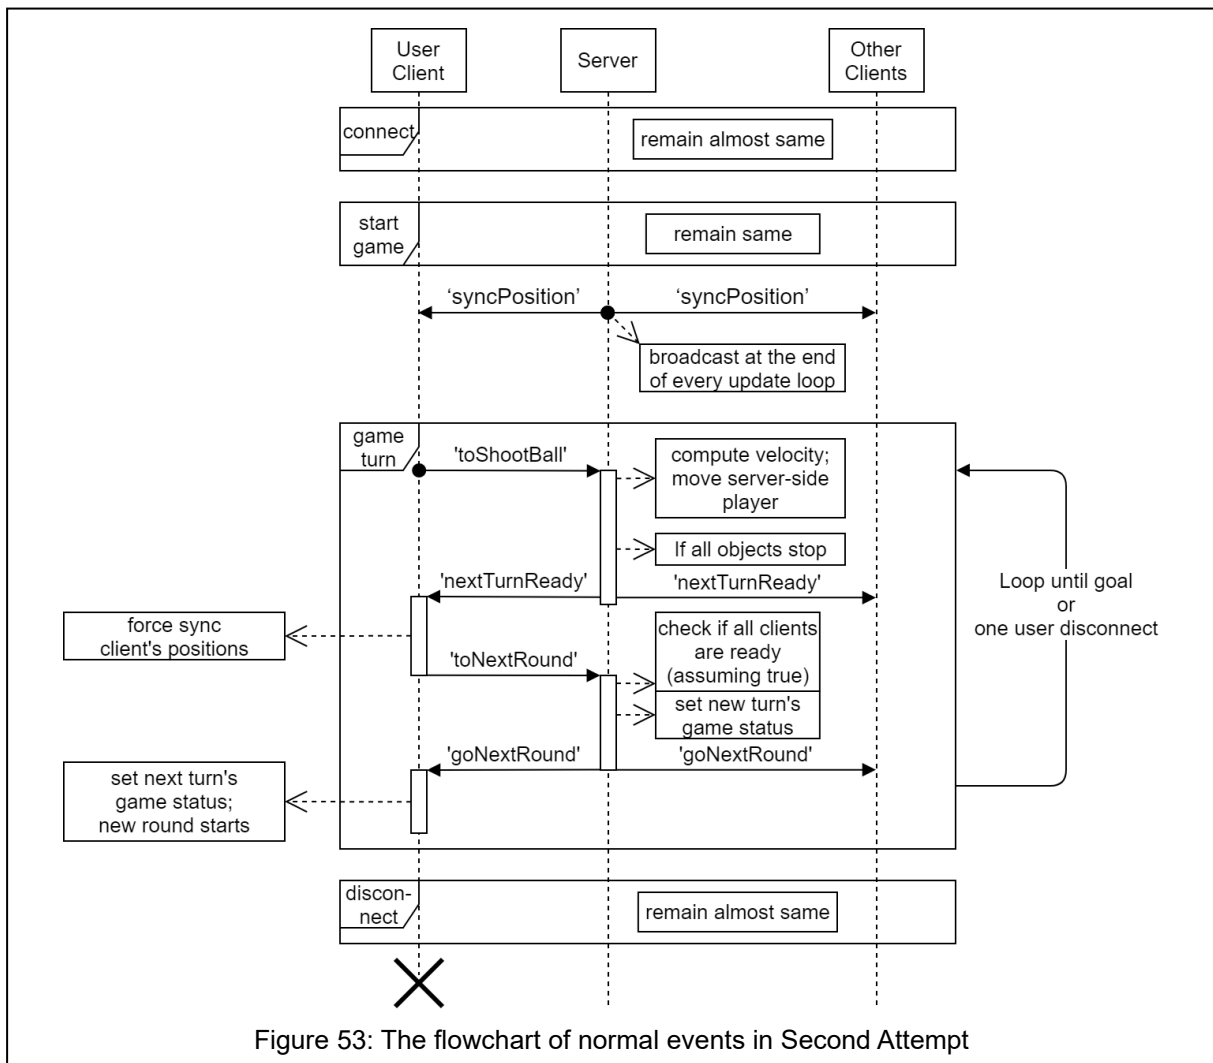 User
Client
Server
Other
Clients
connect
remain almost same
start
game
remain same
‘syncPosition’
‘syncPosition’
broadcast at the end
of every update loop
game
turn
'toShootBall'
compute velocity;
move server-side
player
If all objects stop
'nextTurnReady'
'nextTurnReady'
Loop until goal
or
one user disconnect
force sync
client's positions
check if all clients
are ready
(assuming true)
'toNextRound'
set new turn's
game status
'goNextRound'
'goNextRound'
set next turn's
game status;
new round starts
discon-
nect
remain almost same
Figure 53: The flowchart of normal events in Second Attempt